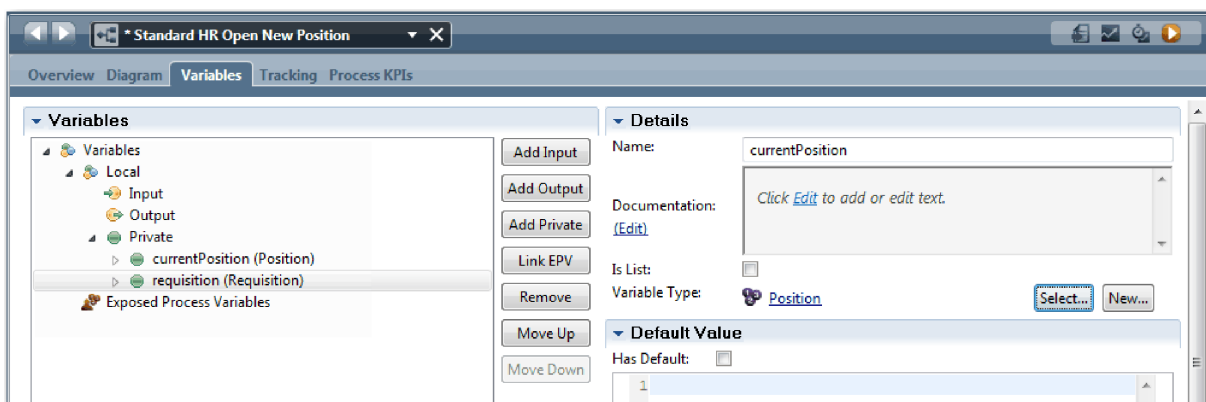 * Standard HR Open New Position
Overview Diagram Variables Tracking Process KPIs
Variables
Variables
Local
Input
Output
Private
currentPosition (Position)
requisition (Requisition)
Exposed Process Variables
Add Input
Add Output
Add Private
Link EPV
Remove
Move Up
Move Down
Details
Name: currentPosition
Documentation:
(Edit)
Click Edit to add or edit text.
Is List:
Variable Type: Position Select... New...
Default Value
Has Default:
1